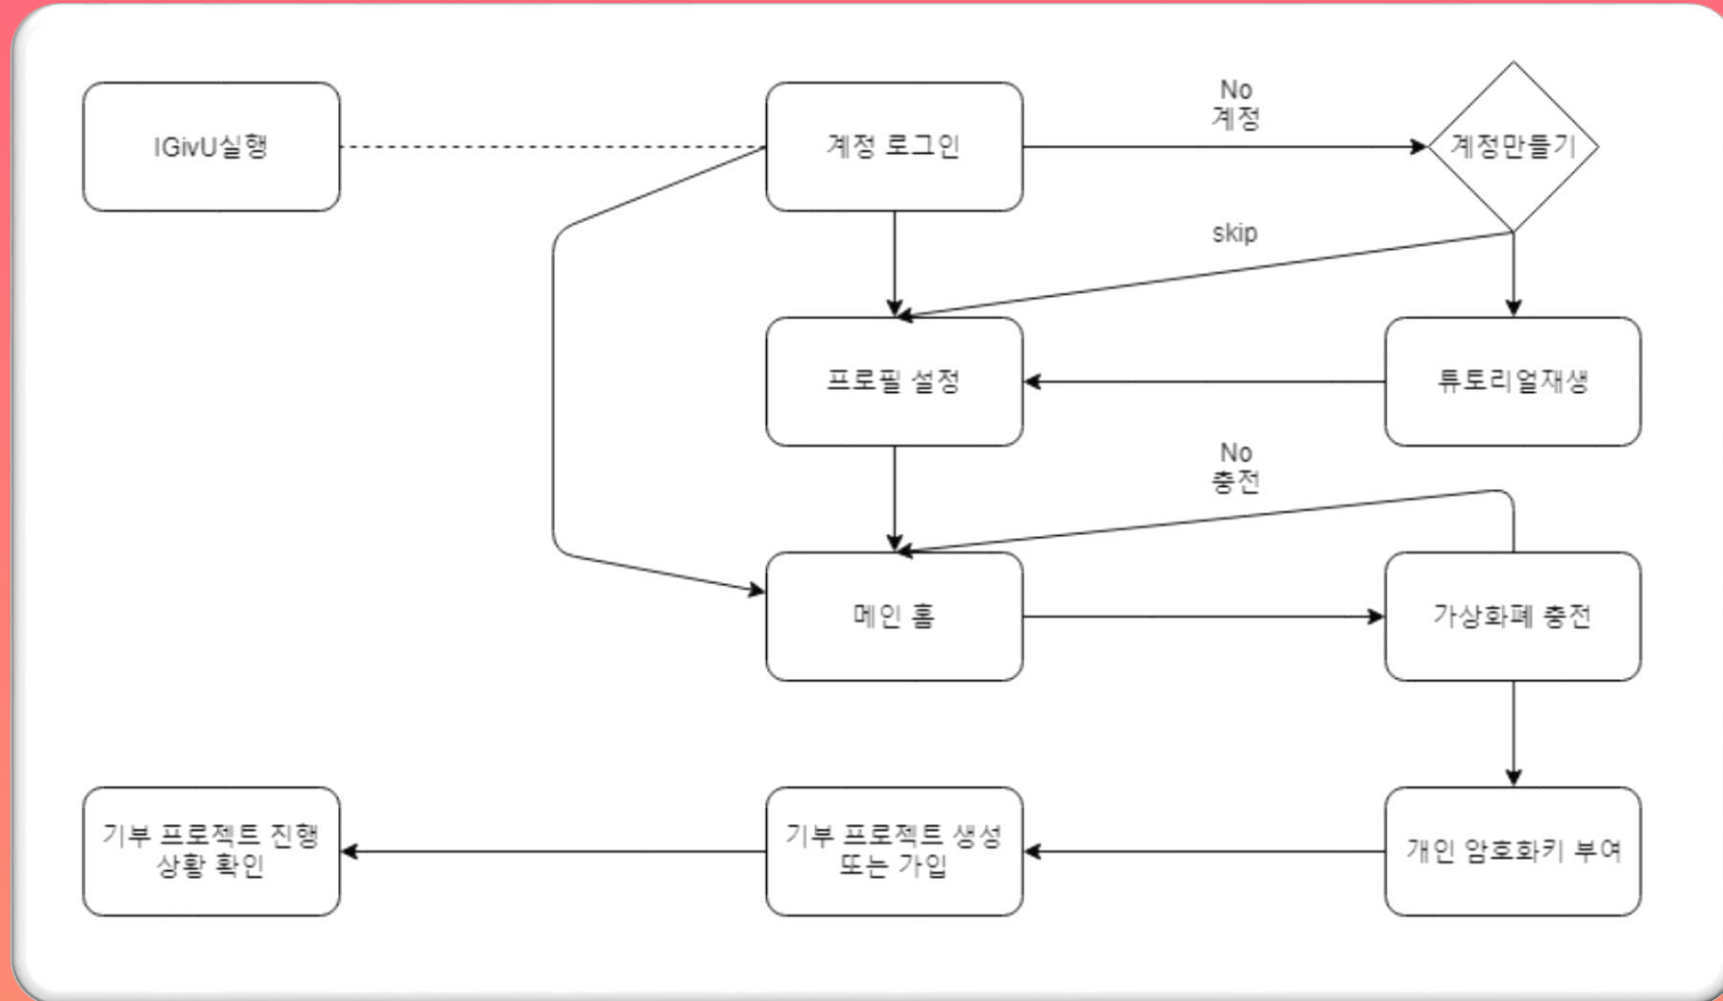 IGivU실행
계정 로그인
No
계정
계정만들기
skip
프로필 설정
튜토리얼재생
No
충전
메인 홈
가상화폐 충전
기부 프로젝트 진행
상황 확인
기부 프로젝트 생성
또는 가입
개인 암호화키 부여